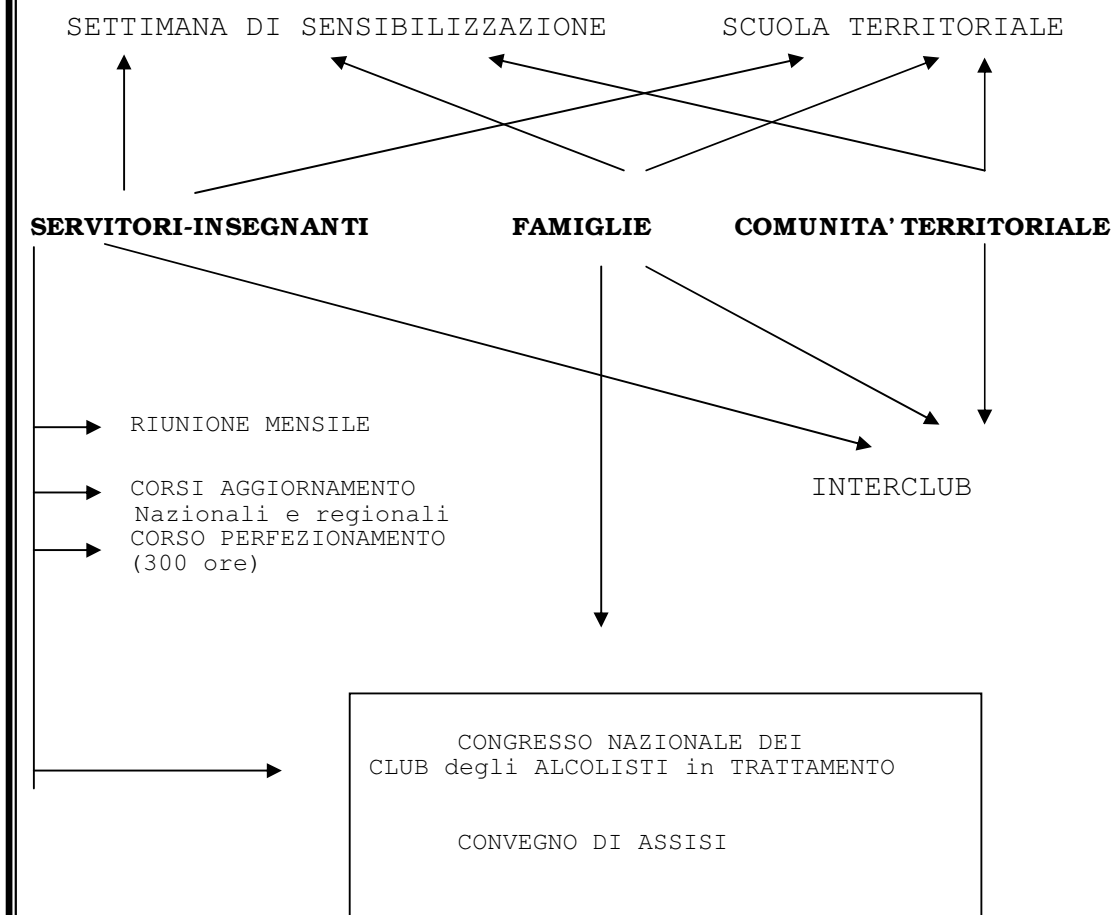 SETTIMANA DI SENSIBILIZZAZIONE
SCUOLA TERRITORIALE
SERVITORI-INSEGNANTI
FAMIGLIE
COMUNITA' TERRITORIALE
RIUNIONE MENSILE
CORSI AGGIORNAMENTO
Nazionali e regionali
CORSO PERFEZIONAMENTO
(300 ore)
INTERCLUB
CONGRESSO NAZIONALE DEI
CLUB degli ALCOLISTI in TRATTAMENTO
CONVEGNO DI ASSISI